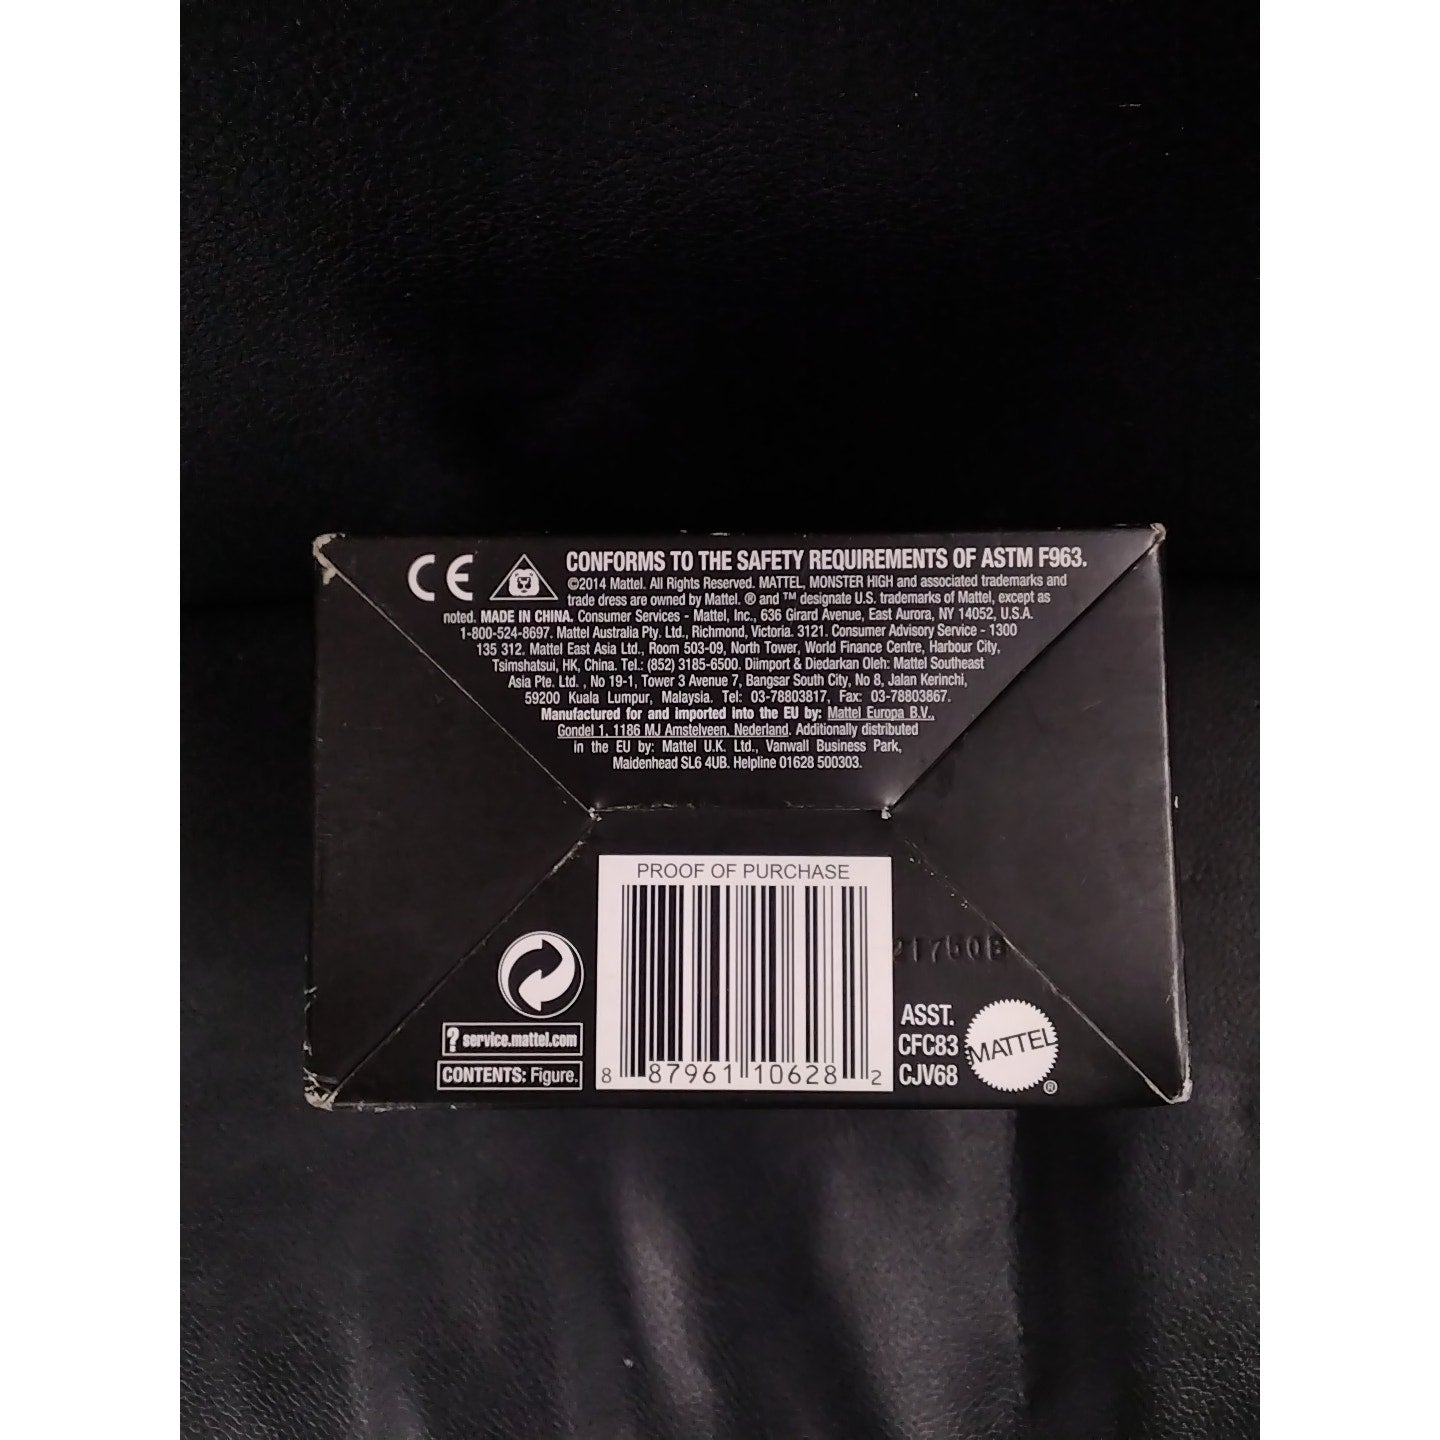 CE
CONFORMS TO THE SAFETY REQUIREMENTS OF ASTM F963.
©2014 Mattel. All Rights Reserved. MATTEL, MONSTER HIGH and associated trademarks and
trade dress are owned by Mattel. ® and ™ designate U.S. trademarks of Mattel, except as
noted. MADE IN CHINA. Consumer Services - Mattel, Inc., 636 Girard Avenue, East Aurora, NY 14052, U.S.A.
1-800-524-8697. Mattel Australia Pty. Ltd., Richmond, Victoria. 3121. Consumer Advisory Service - 1300
135 312. Mattel East Asia Ltd., Room 503-09, North Tower, World Finance Centre, Harbour City,
Tsimshatsui, HK, China. Tel.: (852) 3185-6500. Diimport & Diedarkan Oleh: Mattel Southeast
Asia Pte. Ltd. , No 19-1, Tower 3 Avenue 7, Bangsar South City, No 8, Jalan Kerinchi,
59200 Kuala Lumpur, Malaysia. Tel: 03-78803817, Fax: 03-78803867.
Manufactured for and imported into the EU by: Mattel Europa B.V.,
Gondel 1, 1186 MJ Amstelveen, Nederland. Additionally distributed
in the EU by: Mattel U.K. Ltd., Vanwall Business Park,
Maidenhead SL6 4UB. Helpline 01628 500303.
PROOF OF PURCHASE
8 87961 10628 2
21750B
? service.mattel.com
CONTENTS: Figure.
ASST.
CFC83
CJV68
MATTEL ®